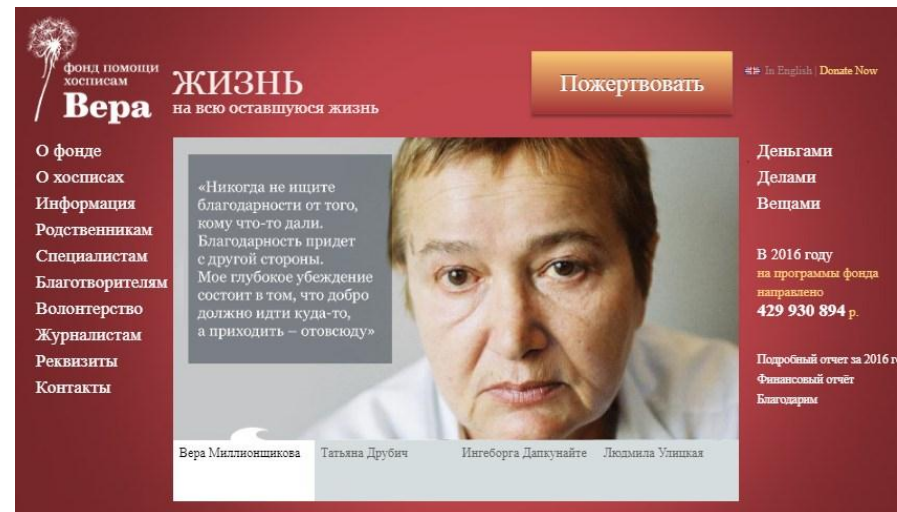 фонд помощи
хосписам
Вера
ЖИЗНЬ
на всю оставшуюся жизнь
Пожертвовать
In English | Donate Now
О фонде
О хосписах
Информация
Родственникам
Специалистам
Благотворителям
Волонтерство
Журналистам
Реквизиты
Контакты
«Никогда не ищите
благодарности от того,
кому что-то дали.
Благодарность придет
с другой стороны.
Мое глубокое убеждение
состоит в том, что добро
должно идти куда-то,
а приходить – отовсюду»
Вера Миллионщикова
Татьяна Друбич
Ингеборга Дапкунайте
Людмила Улицкая
Деньгами
Делами
Вещами
В 2016 году
на программы фонда
направлено
429 930 894 р.
Подробный отчет за 2016 г
Финансовый отчёт
Благодарим